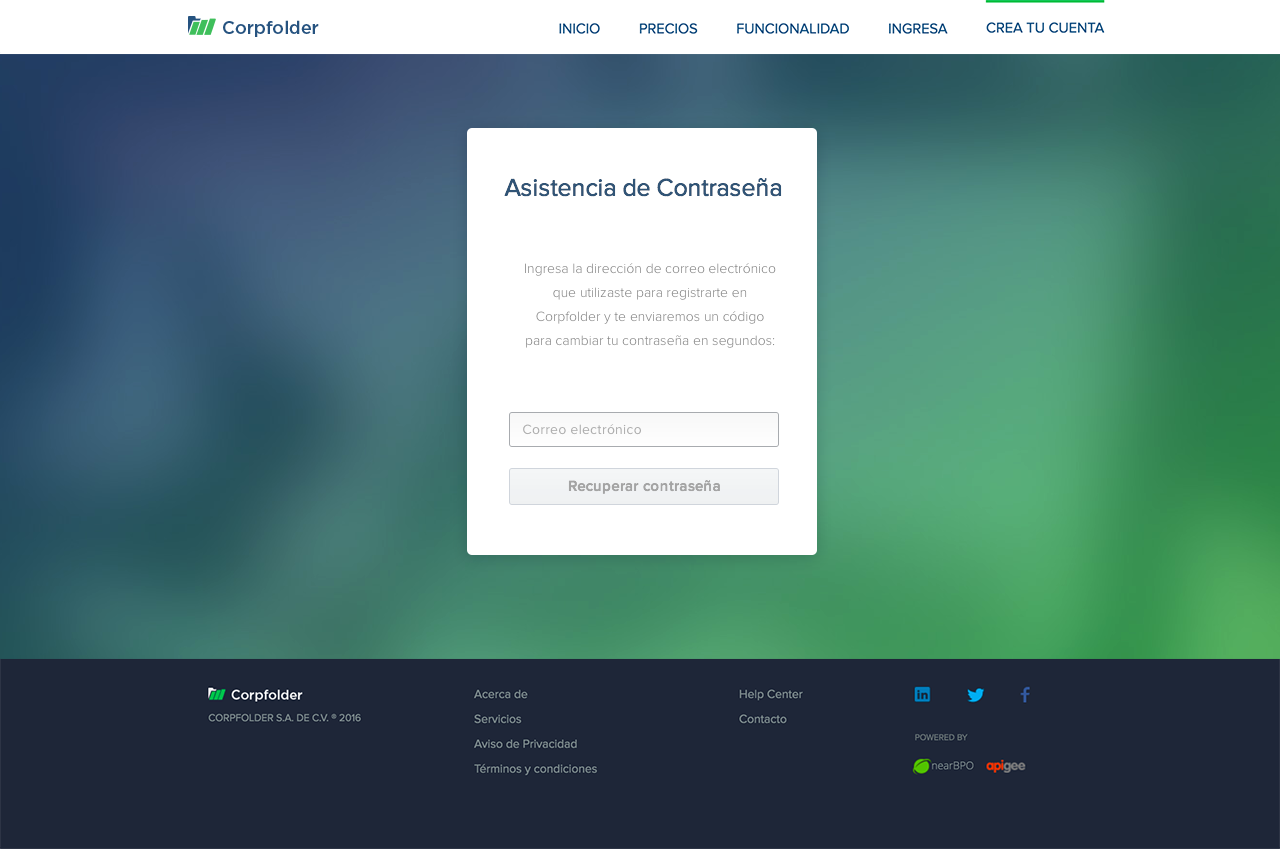 Corpfolder
INICIO
PRECIOS
FUNCIONALIDAD
INGRESA
CREA TU CUENTA
Asistencia de Contraseña
Ingresa la dirección de correo electrónico
que utilizaste para registrarte en
Corpfolder y te enviaremos un código
para cambiar tu contraseña en segundos:
Correo electrónico
Recuperar contraseña
Corpfolder
CORPFOLDER S.A. DE C.V. ® 2016
Acerca de
Servicios
Aviso de Privacidad
Términos y condiciones
Help Center
Contacto
in
f
POWERED BY
nearBPO
apigee